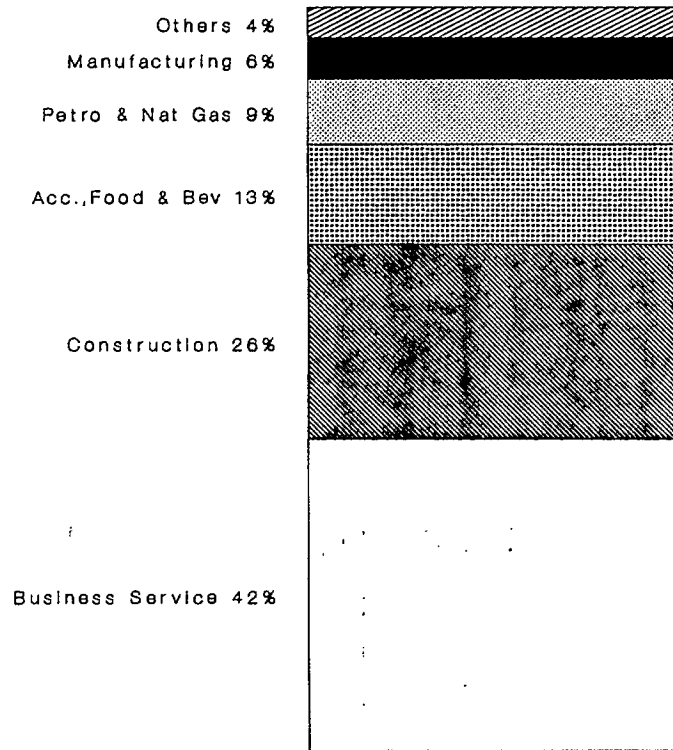 Others 4%
Manufacturing 6%
Petro & Nat Gas 9%
Acc.,Food & Bev 13%
Construction 26%
Business Service 42%